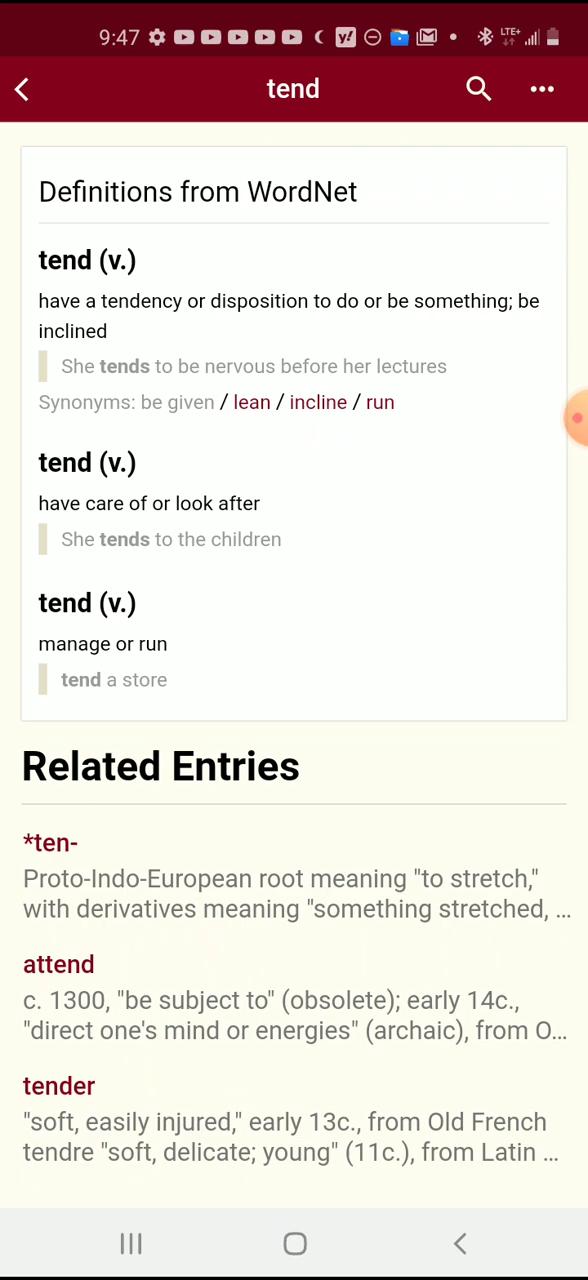 9:47 y! LTE+
tend
Definitions from WordNet
tend (v.)
have a tendency or disposition to do or be something; be
inclined
She tends to be nervous before her lectures
Synonyms: be given / lean / incline / run
tend (v.)
have care of or look after
She tends to the children
tend (v.)
manage or run
tend a store
Related Entries
*ten-
Proto-Indo-European root meaning "to stretch,"
with derivatives meaning "something stretched, ...
attend
c. 1300, "be subject to" (obsolete); early 14c.,
"direct one's mind or energies" (archaic), from O...
tender
"soft, easily injured," early 13c., from Old French
tendre "soft, delicate; young" (11c.), from Latin ...